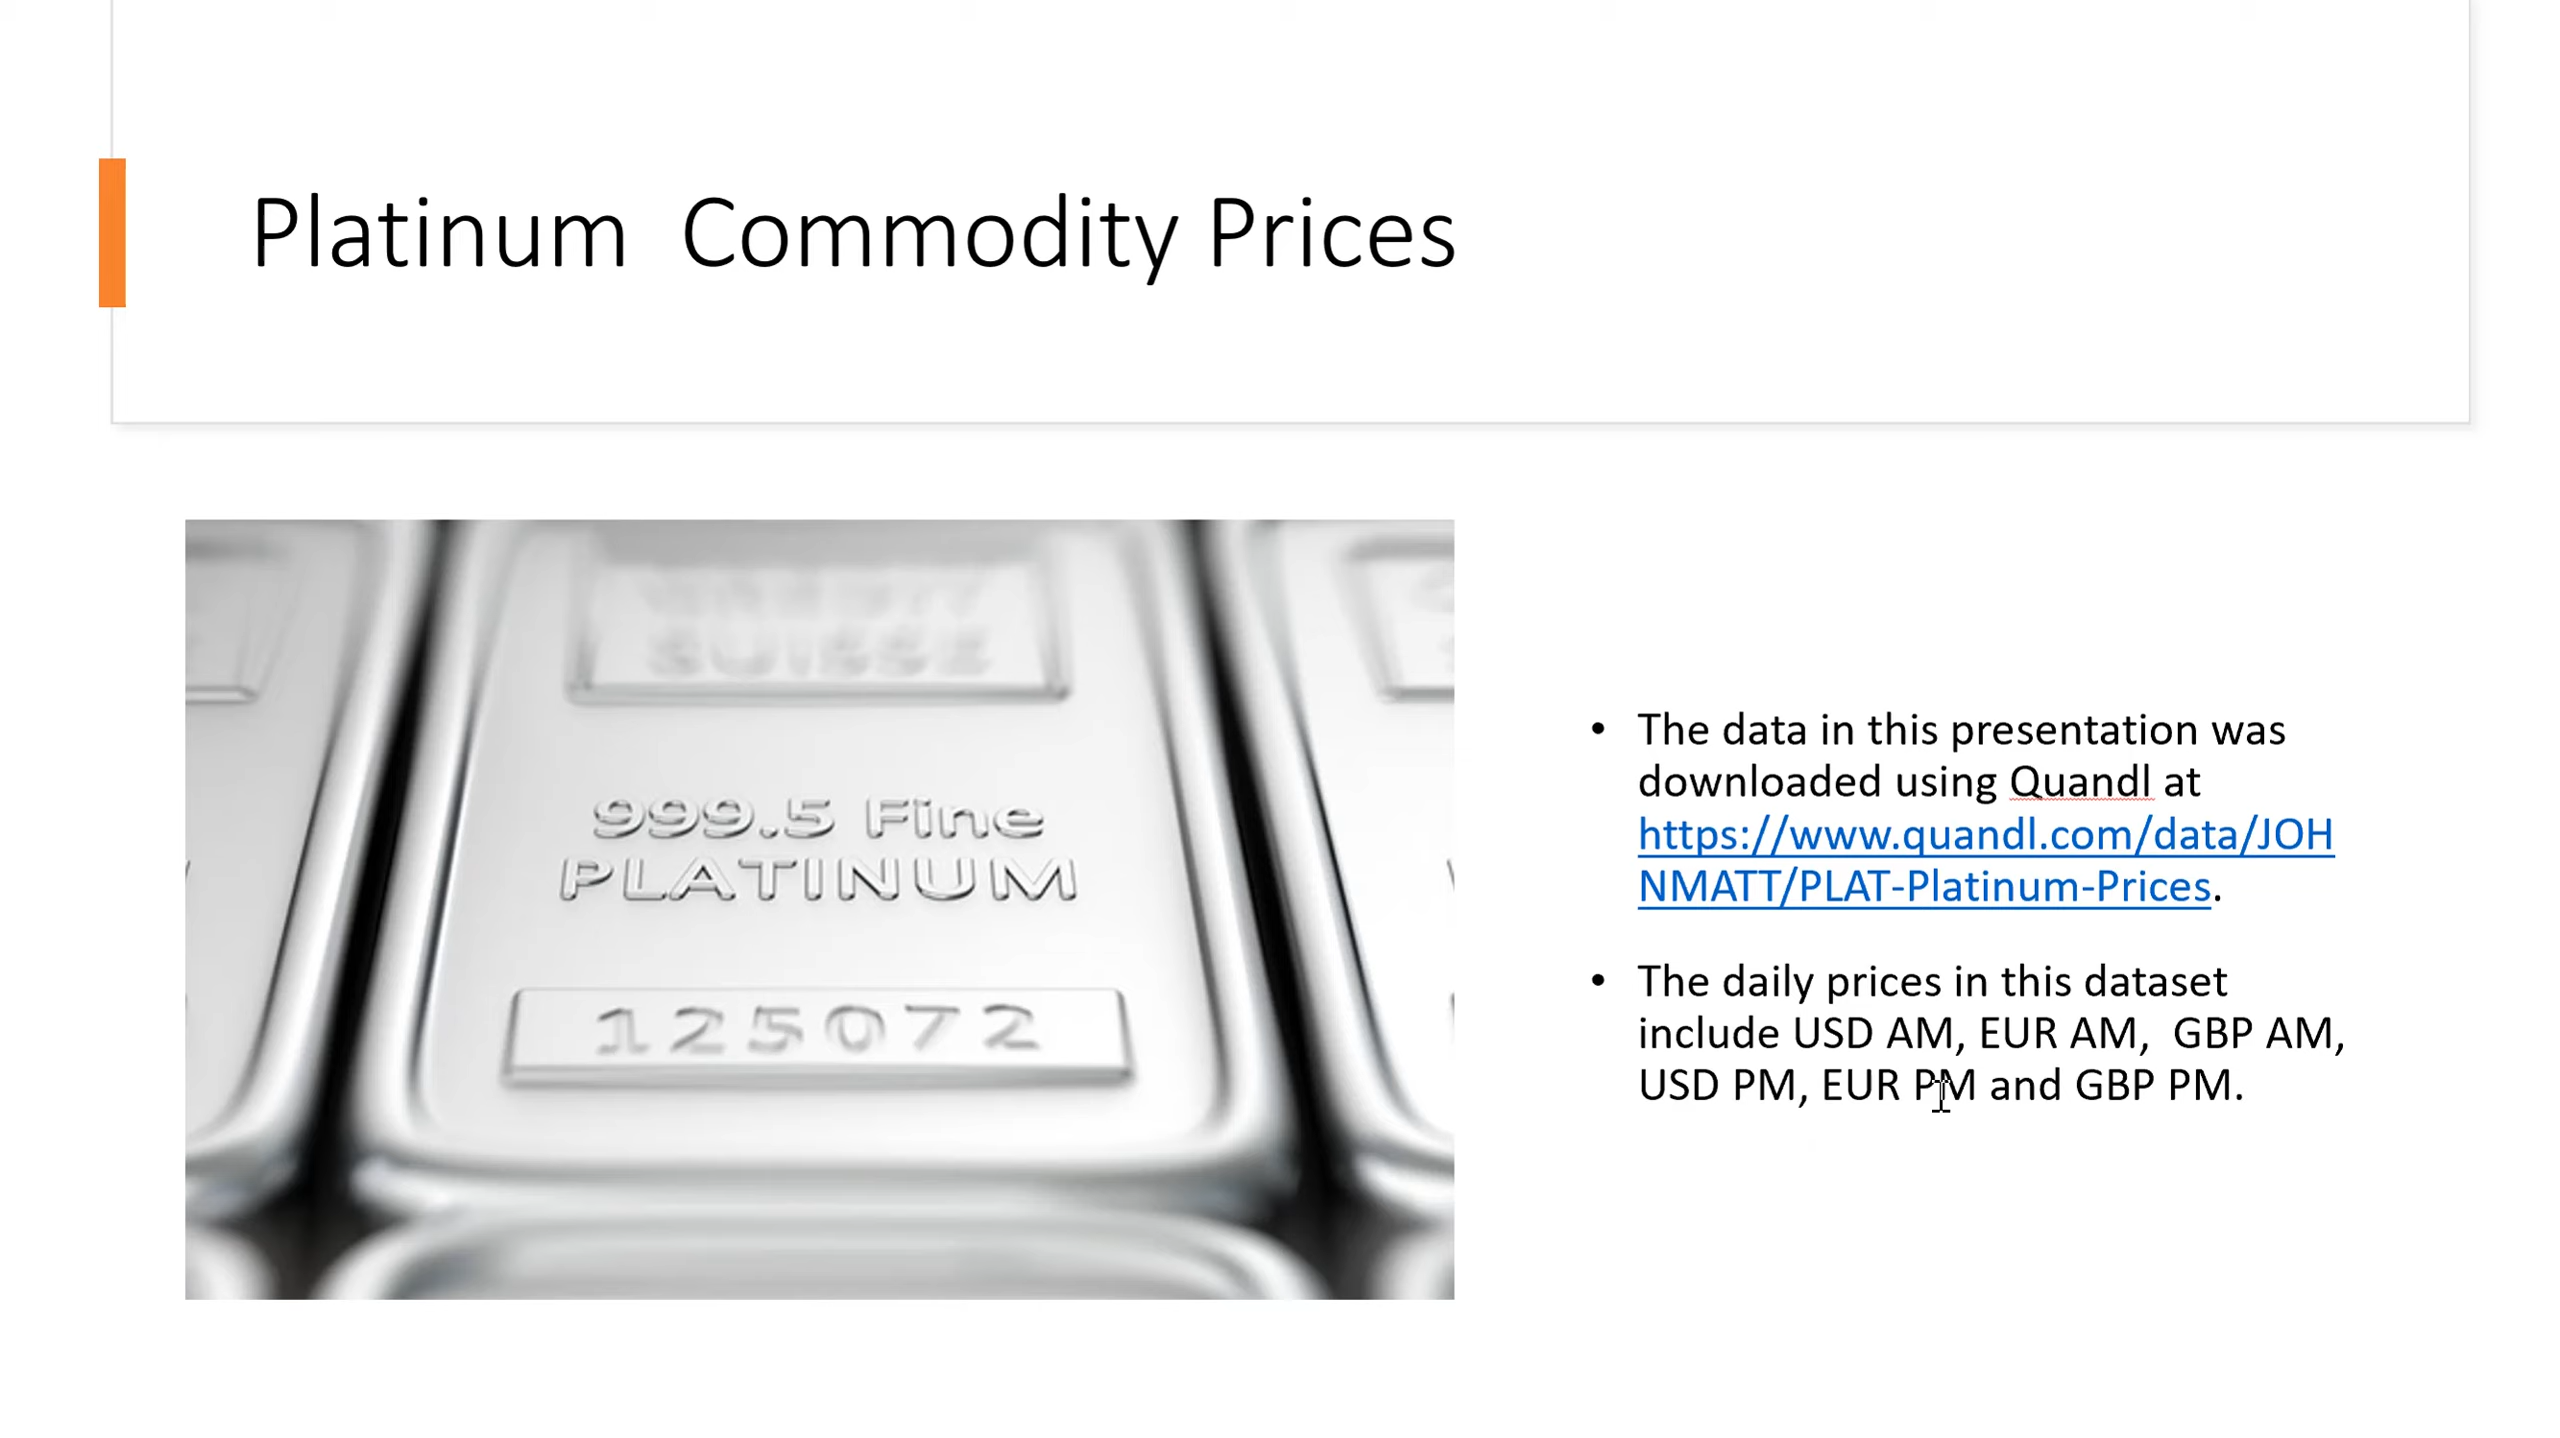 Platinum  Commodity Prices
SUISSE
999.5 Fine
PLATINUM
125072
• The data in this presentation was
downloaded using Quandl at
https://www.quandl.com/data/JOH
NMATT/PLAT-Platinum-Prices.
• The daily prices in this dataset
include USD AM, EUR AM,  GBP AM,
USD PM, EUR PM and GBP PM.